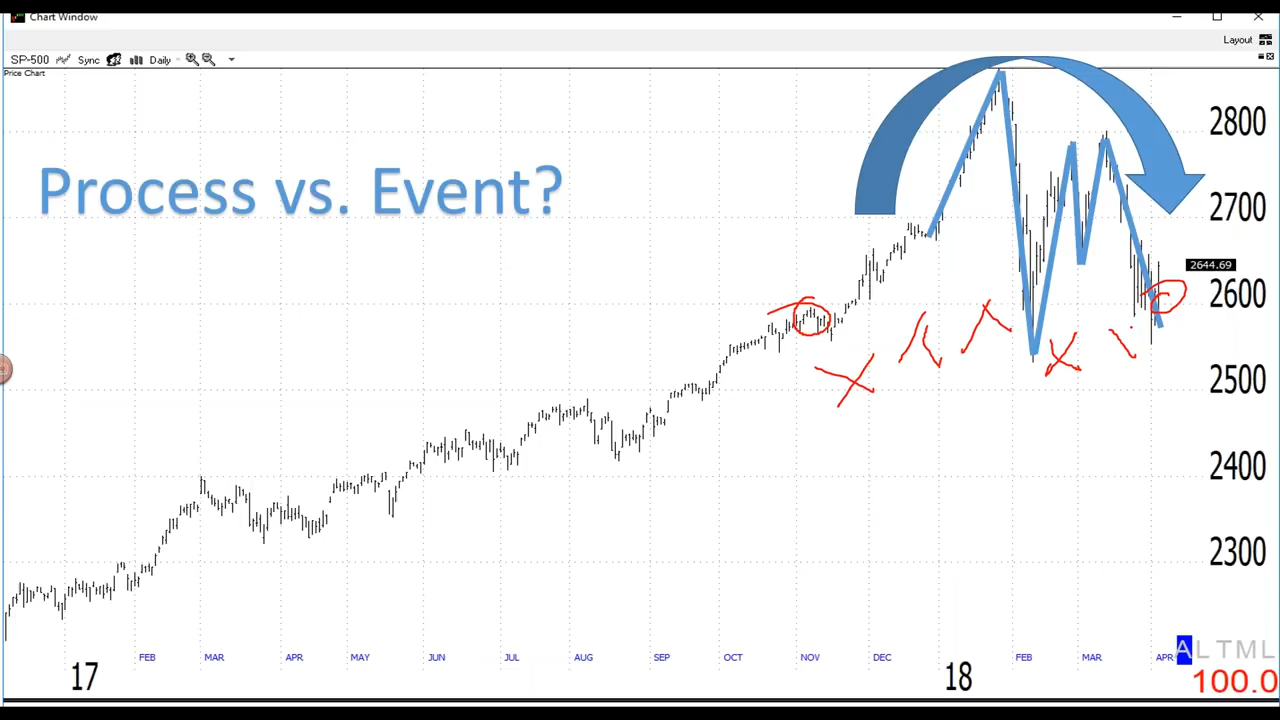 Chart Window
Layout
SP-500 Sync Daily
Price Chart
Process vs. Event?
2800
2700
2644.69
2600
2500
2400
2300
FEB MAR APR MAY JUN JUL AUG SEP OCT NOV DEC FEB MAR APR
17 18
ALTML
100.0